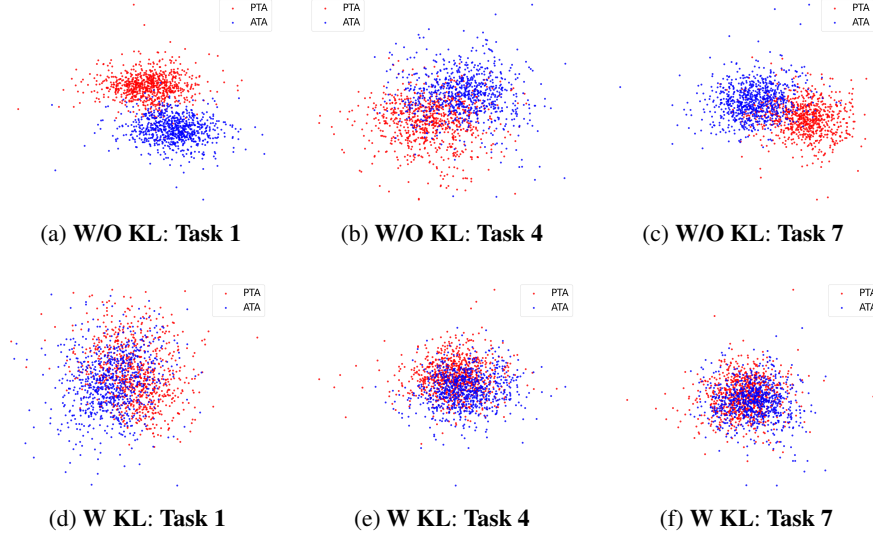 PTA
ATA
PTA
ATA
PTA
ATA
(a) W/O KL: Task 1
(b) W/O KL: Task 4
(c) W/O KL: Task 7
PTA
ATA
PTA
ATA
PTA
ATA
(d) W KL: Task 1
(e) W KL: Task 4
(f) W KL: Task 7